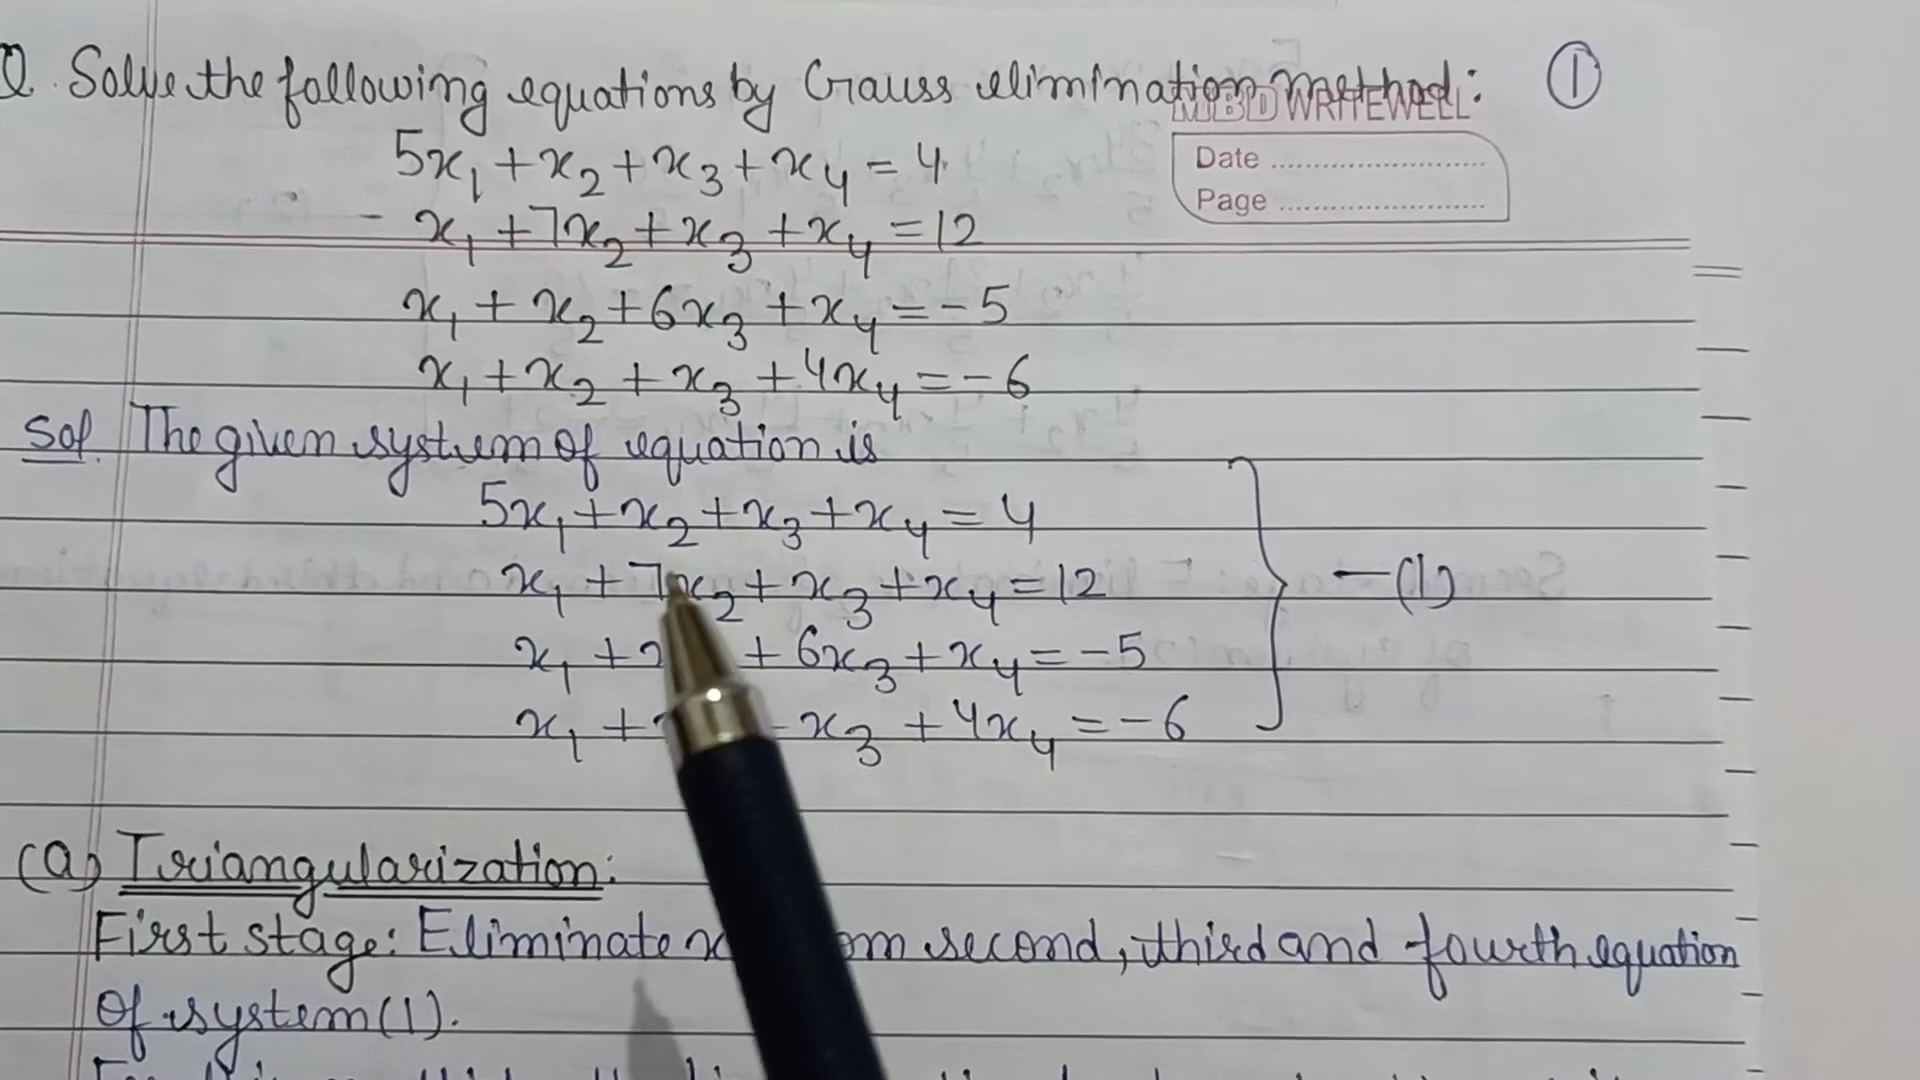 Q. Solve the following equations by Gauss elimination method: ①
MBD WRITEWELL
Date ........................
Page ........................
5x₁ + x₂ + x₃ + x₄ = 4
x₁ + 7x₂ + x₃ + x₄ = 12
x₁ + x₂ + 6x₃ + x₄ = -5
x₁ + x₂ + x₃ + 4x₄ = -6
Sol. The given system of equation is
5x₁ + x₂ + x₃ + x₄ = 4
x₁ + 7x₂ + x₃ + x₄ = 12 —(1)
x₁ + + 6x₃ + x₄ = -5
x₁ + x₃ + 4x₄ = -6
(a) Triangularization:
First stage: Eliminate second, third and fourth equation
of system (1).